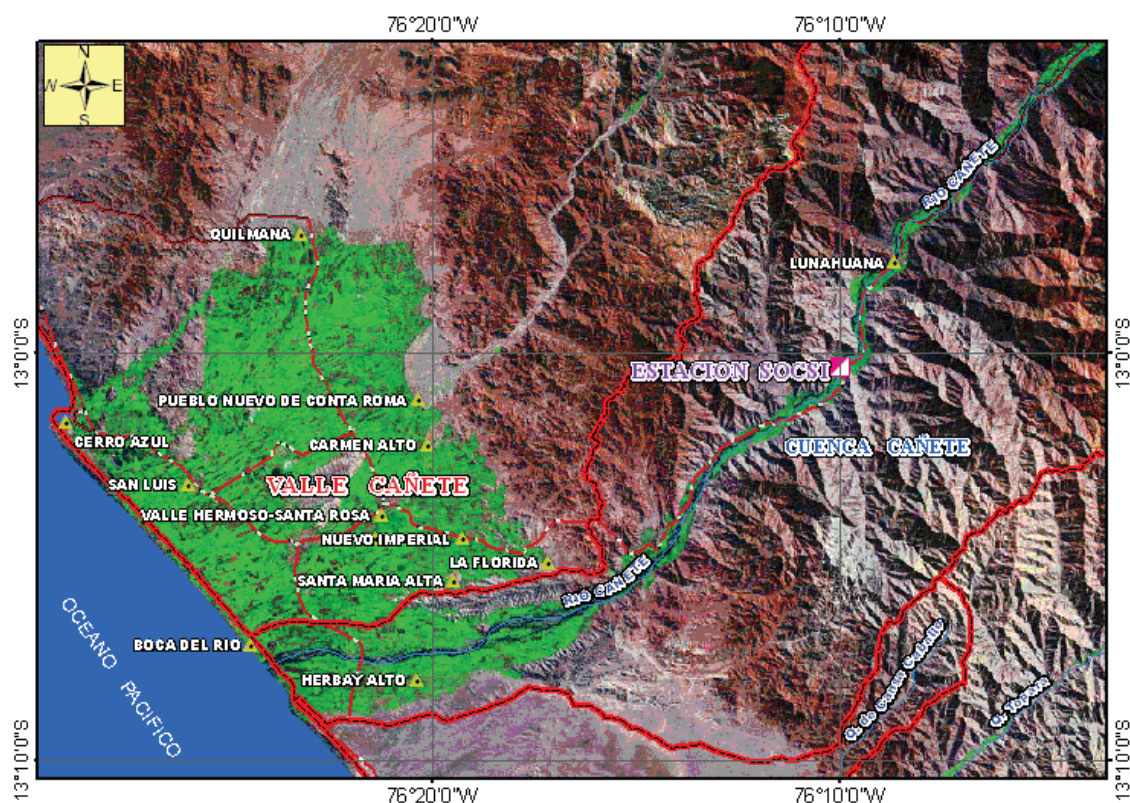 76°20'0"W
76°10'0"W
N
W
E
S
RIO CAÑETE
QUILMANA
LUNAHUANA
13°0'0"S
13°0'0"S
ESTACION SOCSI
PUEBLO NUEVO DE CONTA ROMA
CERRO AZUL
CARMEN ALTO
CUENCA CAÑETE
SAN LUIS
VALLE CAÑETE
VALLE HERMOSO-SANTA ROSA
NUEVO IMPERIAL
LA FLORIDA
SANTA MARIA ALTA
RIO CAÑETE
OCEANO PACIFICO
BOCA DEL RIO
HERBAY ALTO
Q. Topara
13°10'0"S
13°10'0"S
76°20'0"W
76°10'0"W